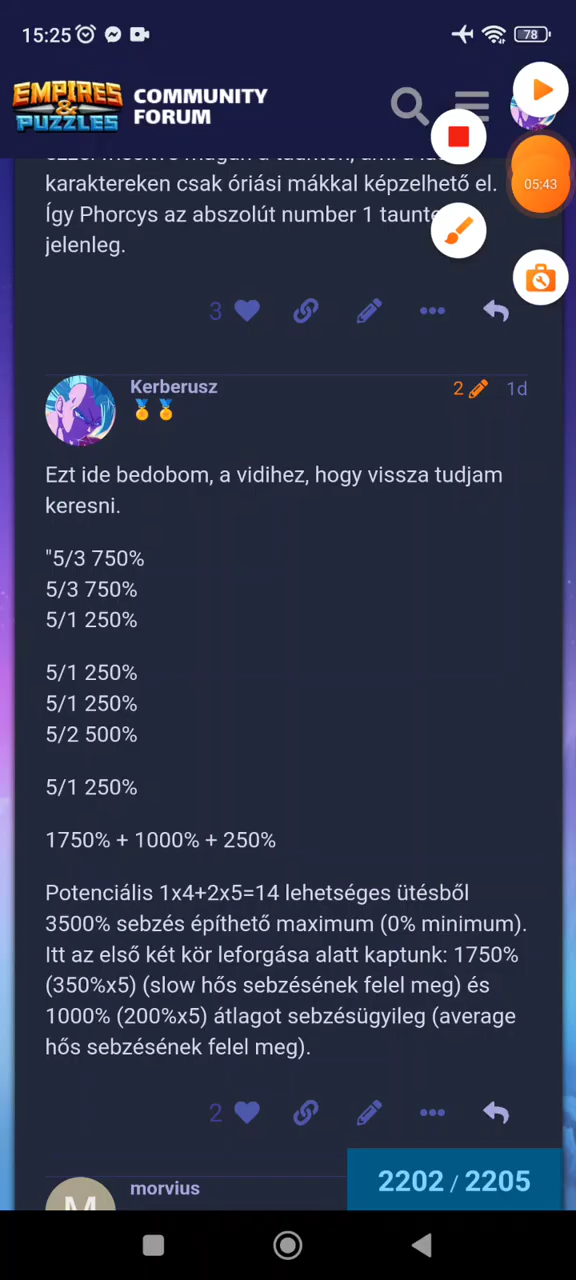 15:25
78
EMPIRES & PUZZLES
COMMUNITY FORUM
05:43
karaktereken csak óriási mákkal képzelhető el.
Így Phorcys az abszolút number 1
jelenleg.
3
Kerberusz
2
1d
Ezt ide bedobom, a vidihez, hogy vissza tudjam
keresni.
"5/3 750%
5/3 750%
5/1 250%
5/1 250%
5/1 250%
5/2 500%
5/1 250%
1750% + 1000% + 250%
Potenciális 1x4+2x5=14 lehetséges ütésből
3500% sebzés építhető maximum (0% minimum).
Itt az első két kör leforgása alatt kaptunk: 1750%
(350%x5) (slow hős sebzésének felel meg) és
1000% (200%x5) átlagot sebzésügyileg (average
hős sebzésének felel meg).
2
morvius
M
2202 / 2205